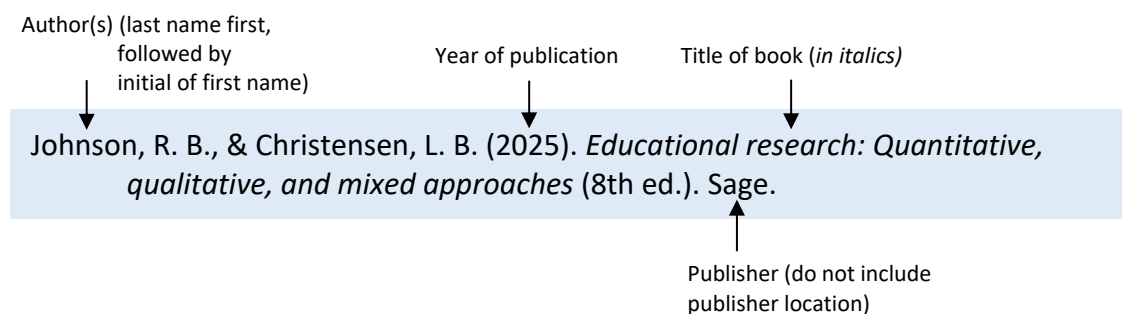 Author(s) (last name first,
followed by
initial of first name)
Year of publication
Title of book (in italics)
Johnson, R. B., & Christensen, L. B. (2025). Educational research: Quantitative,
qualitative, and mixed approaches (8th ed.). Sage.
Publisher (do not include
publisher location)